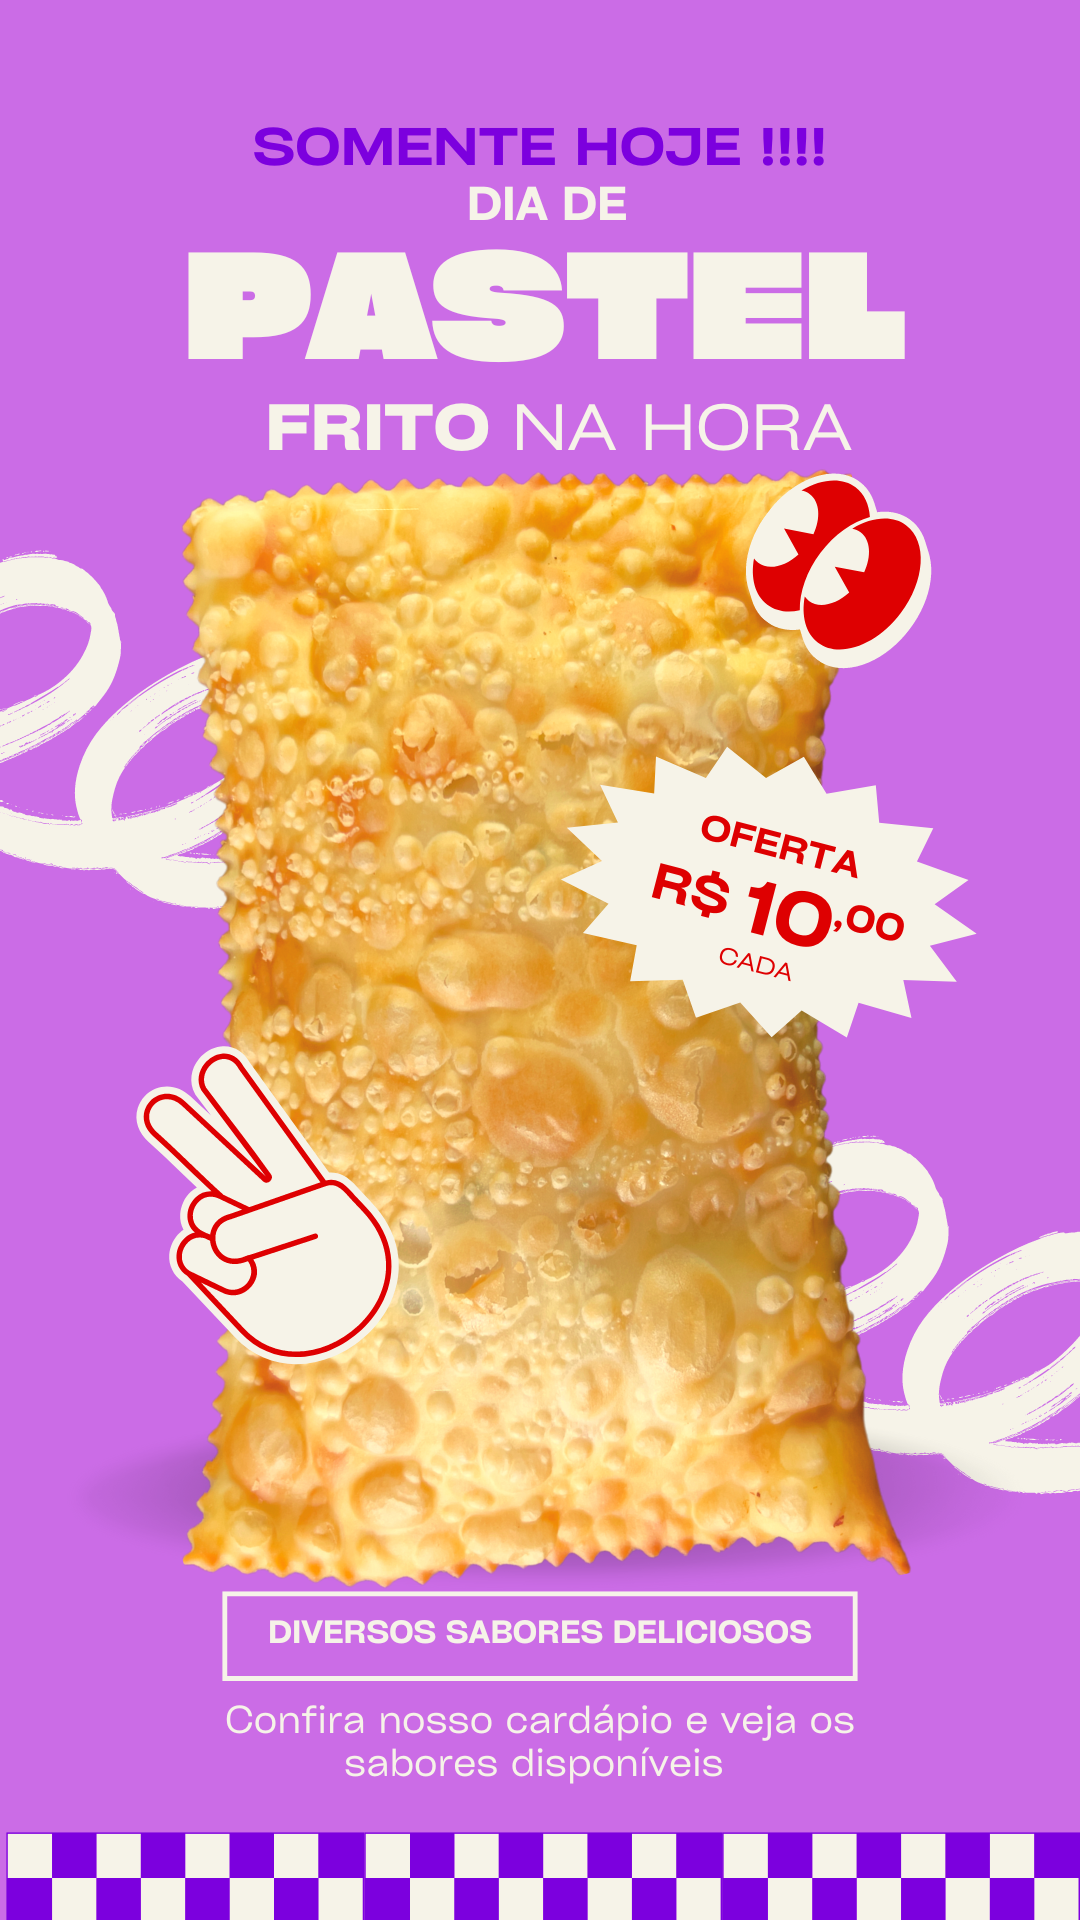 SOMENTE HOJE !!!!
DIA DE
PASTEL
FRITO NA HORA
OFERTA
R$ 10,00
CADA
DIVERSOS SABORES DELICIOSOS
Confira nosso cardápio e veja os
sabores disponíveis